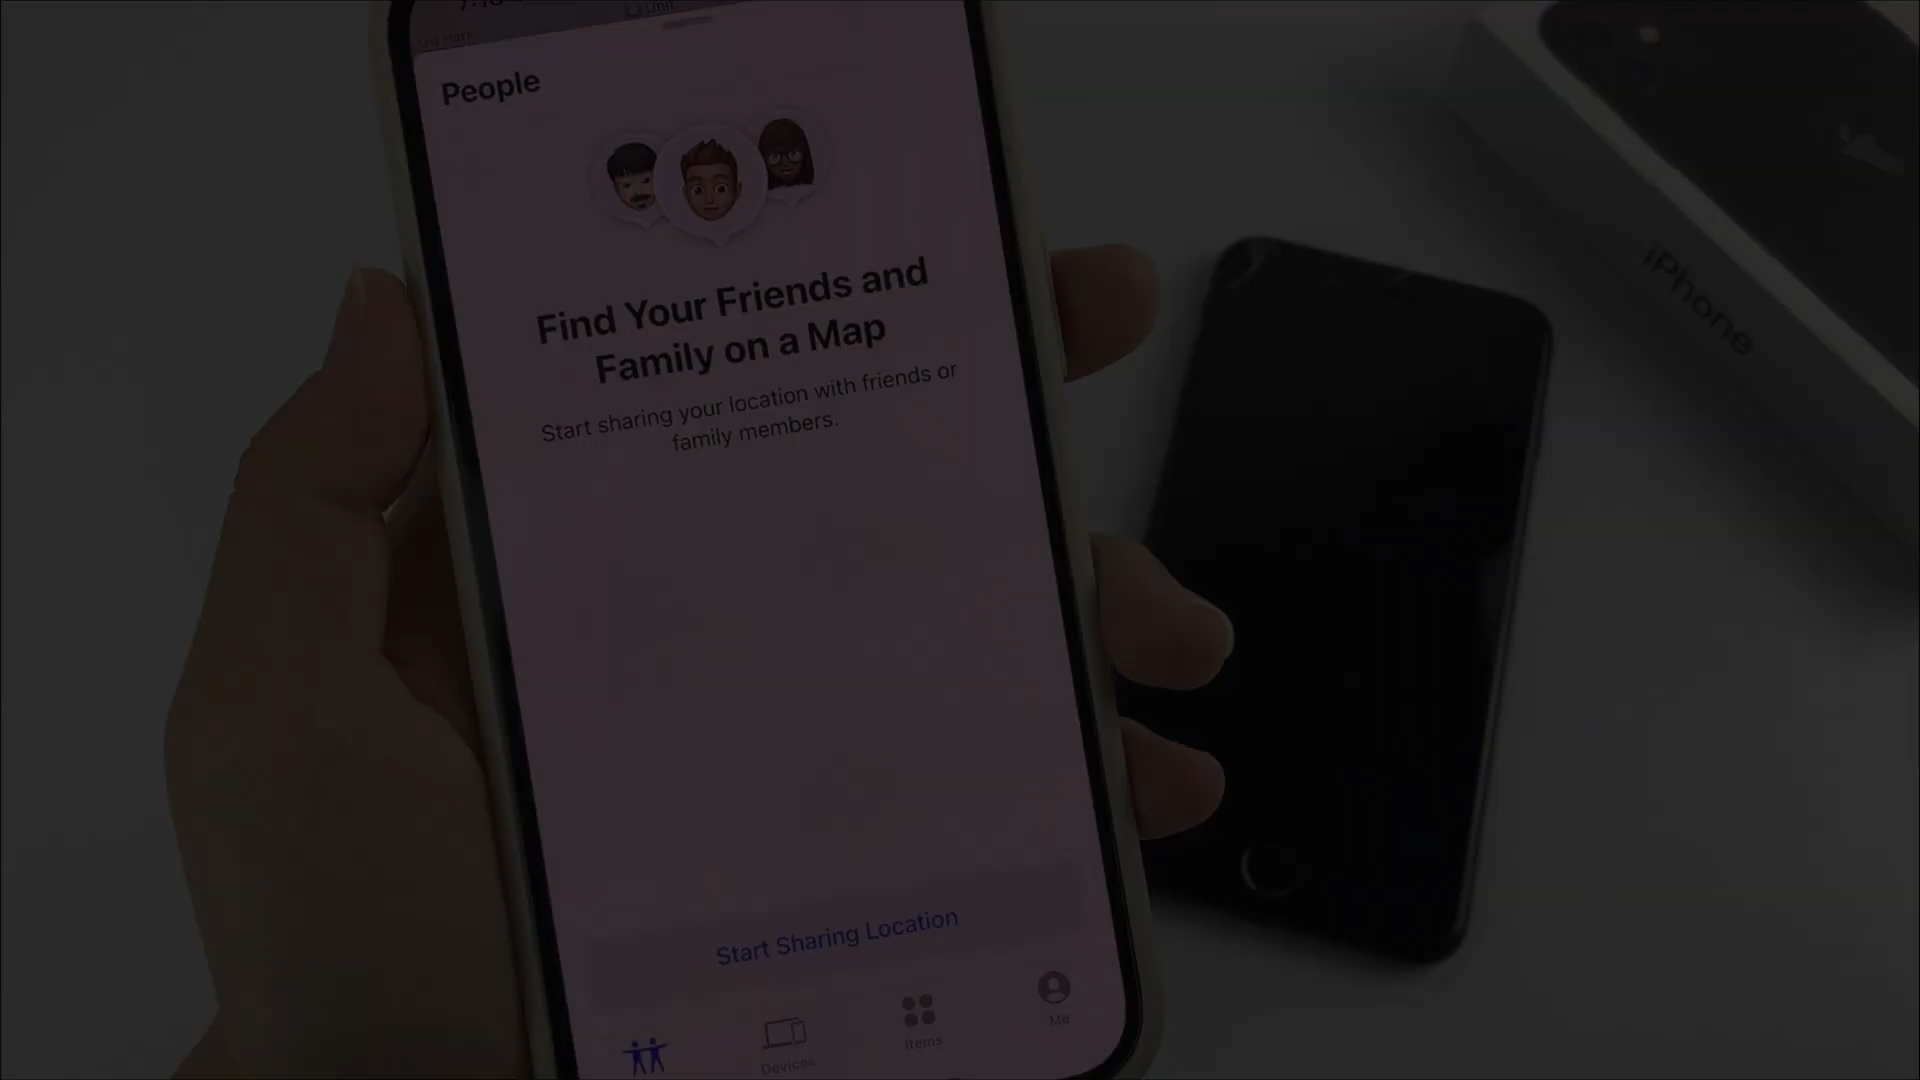 People
Find Your Friends and
Family on a Map
Start sharing your location with friends or
family members.
Start Sharing Location
Devices
Items
Me
iPhone